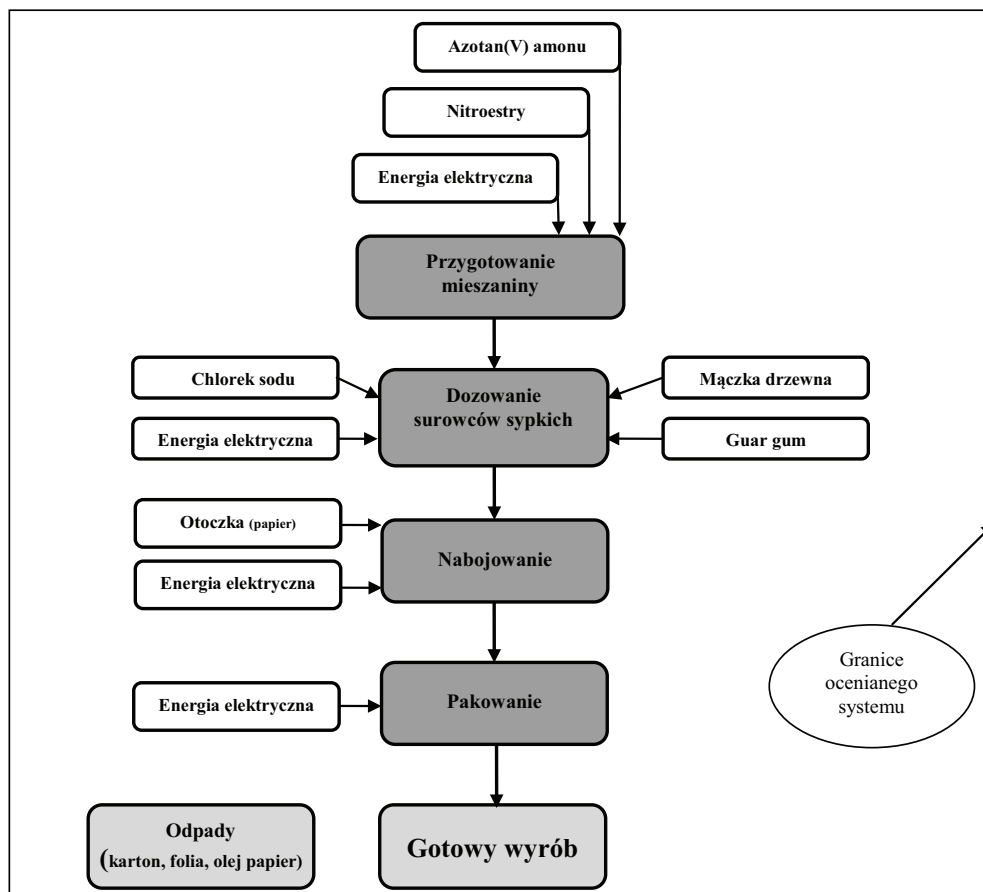 Azotan(V) amonu
Nitroestry
Energia elektryczna
Przygotowanie
mieszaniny
Chlorek sodu
Mączka drzewna
Dozowanie
surowców sypkich
Energia elektryczna
Guar gum
Otoczka (papier)
Nabojowanie
Energia elektryczna
Granice
ocenianego
systemu
Energia elektryczna
Pakowanie
Odpady
(karton, folia, olej papier)
Gotowy wyrób